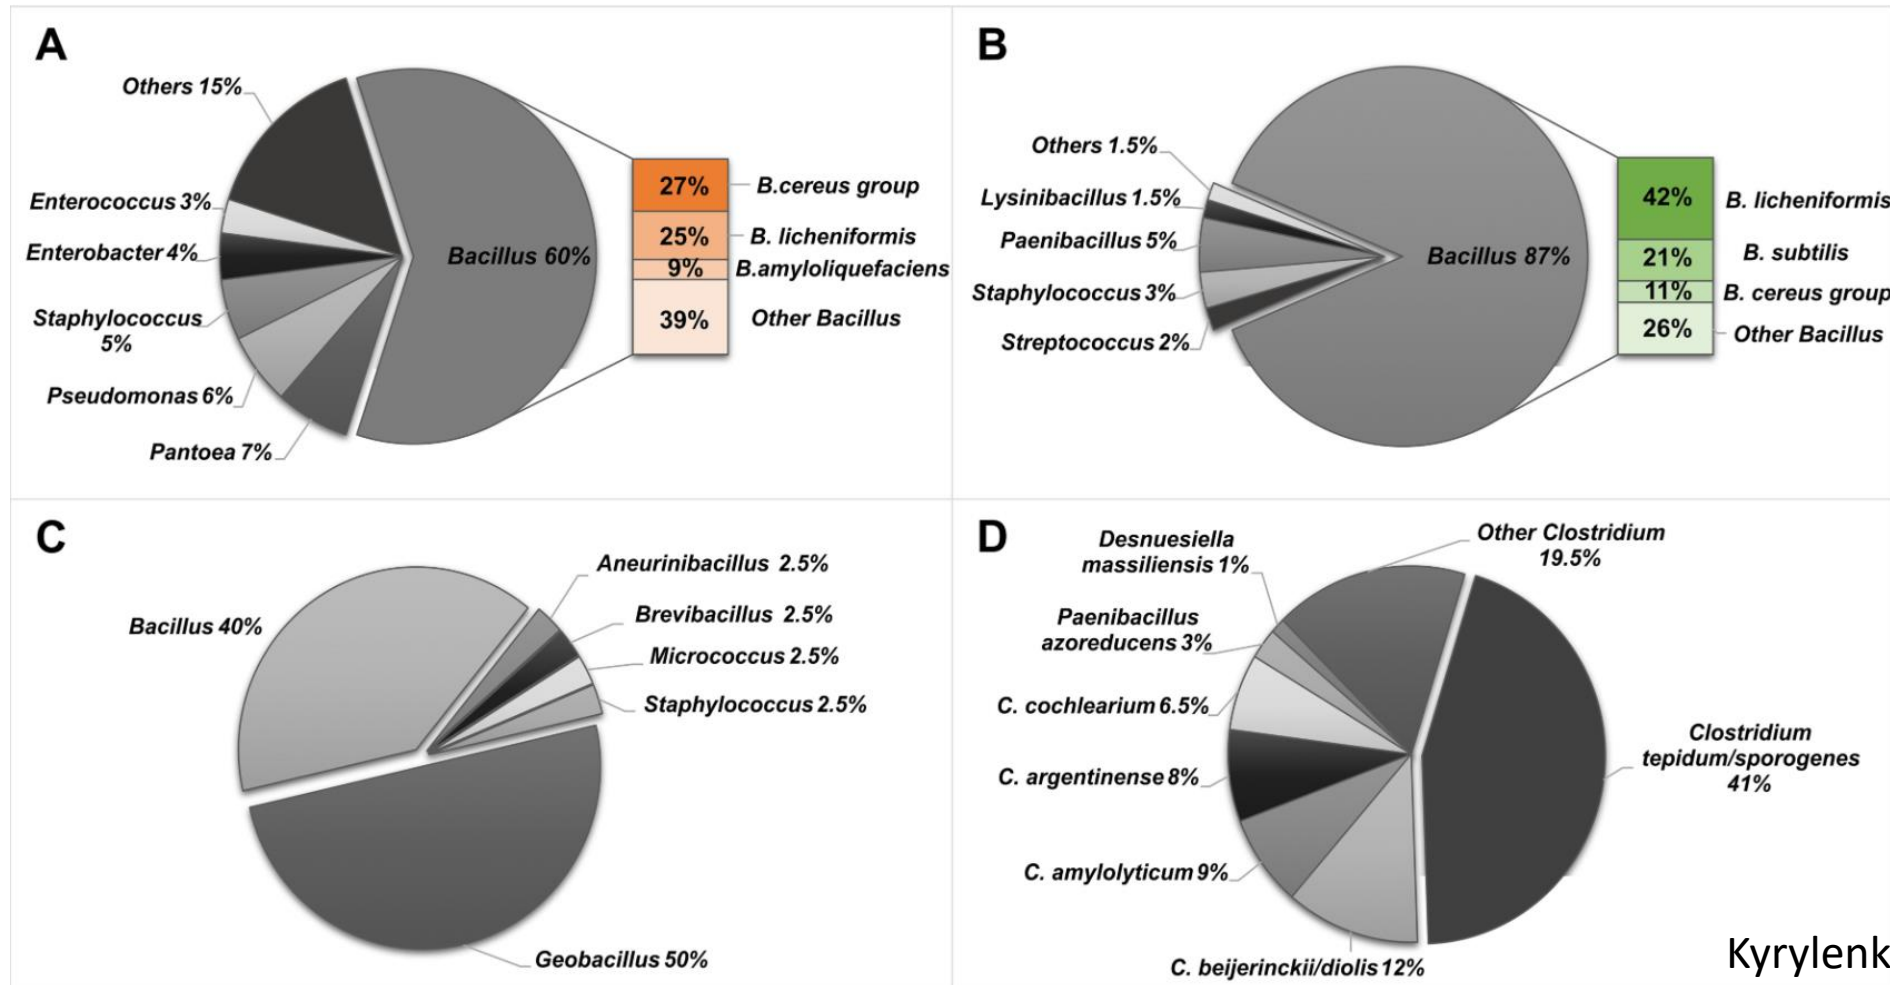 A
Others 15%
Enterococcus 3%
Enterobacter 4%
Staphylococcus
5%
Pseudomonas 6%
Pantoea 7%
Bacillus 60%
27%
B.cereus group
25%
B. licheniformis
9%
B.amyloliquefaciens
39%
Other Bacillus
B
Others 1.5%
Lysinibacillus 1.5%
Paenibacillus 5%
Staphylococcus 3%
Streptococcus 2%
Bacillus 87%
42%
B. licheniformis
21%
B. subtilis
11%
B. cereus group
26%
Other Bacillus
C
Bacillus 40%
Aneurinibacillus 2.5%
Brevibacillus 2.5%
Micrococcus 2.5%
Staphylococcus 2.5%
Geobacillus 50%
D
Desnuesiella
massiliensis 1%
Other Clostridium
19.5%
Paenibacillus
azoreducens 3%
C. cochlearium 6.5%
C. argentinense 8%
C. amylolyticum 9%
C. beijerinckii/diolis 12%
Clostridium
tepidum/sporogenes
41%
Kyrylenk